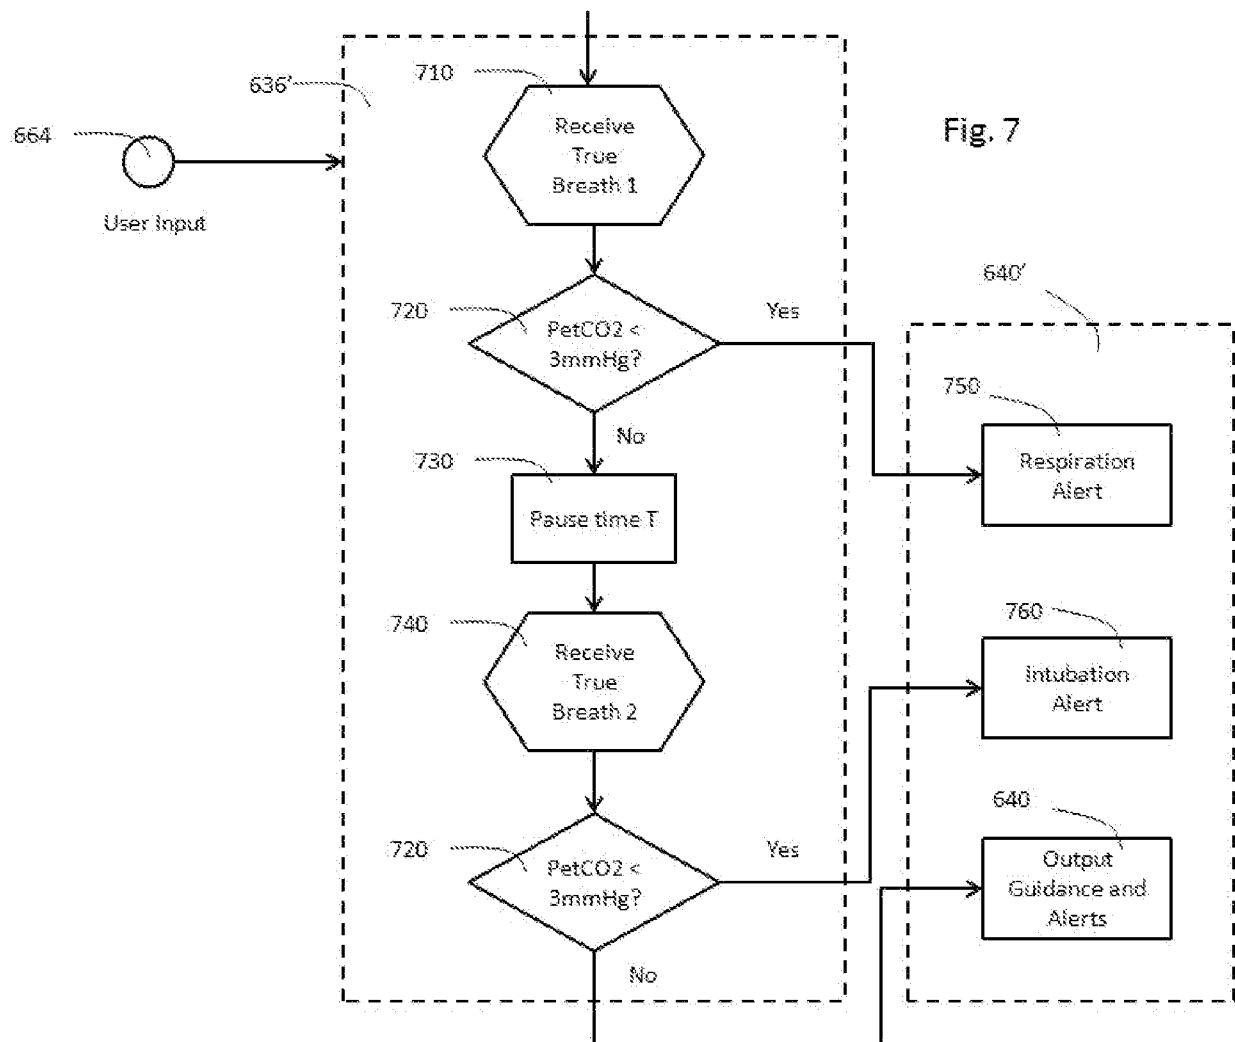 710
636'
664
Receive
True
Breath 1
Fig. 7
User Input
720
PetCO2 <
3mmHg?
Yes
640'
No
750
Respiration
Alert
730
Pause time T
740
Receive
True
Breath 2
760
Intubation
Alert
720
PetCO2 <
3mmHg?
Yes
640
Output
Guidance and
Alerts
No